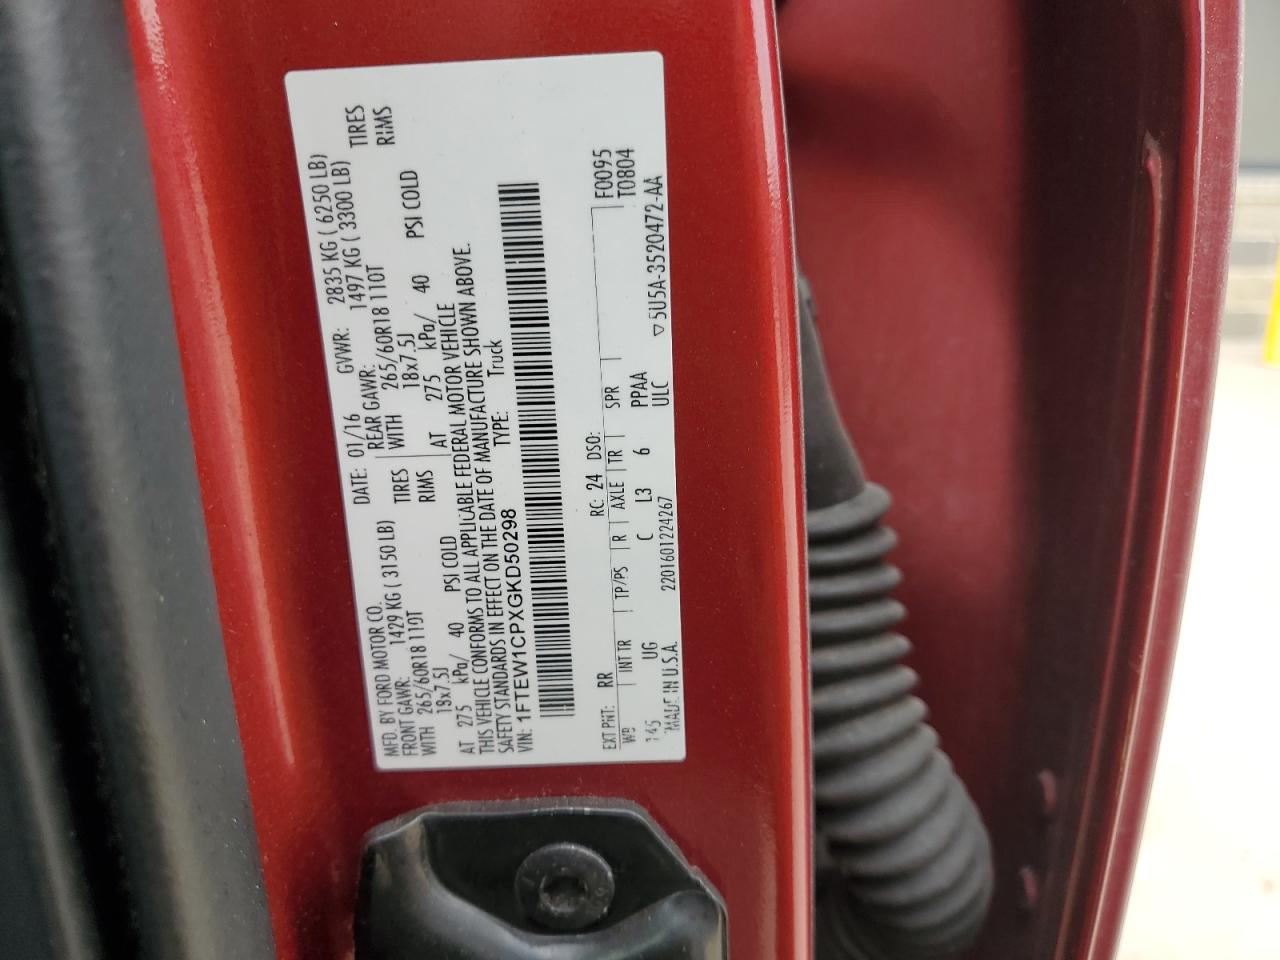 MFD. BY FORD MOTOR CO.
DATE: 01/16 GVWR: 2835 KG ( 6250 LB)
FRONT GAWR: 1429 KG ( 3150 LB)
REAR GAWR: 1497 KG ( 3300 LB)
WITH 265/60R18 110T TIRES
WITH 265/60R18 110T TIRES
18x7.5J RIMS
18x7.5J RIMS
AT 275 kPa/ 40 PSI COLD
AT 275 kPa/ 40 PSI COLD
THIS VEHICLE CONFORMS TO ALL APPLICABLE FEDERAL MOTOR VEHICLE
SAFETY STANDARDS IN EFFECT ON THE DATE OF MANUFACTURE SHOWN ABOVE.
VIN: 1FTEW1CPXGKD50298 TYPE: Truck
EXT PNT: RR RC: 24 DSO: F0095
WB INT TR TP/PS R AXLE TR SPR T0804
145 UG C L3 6 PPAA
ULC
MADE IN U.S.A. 2201601224267 ▽5U5A-3520472-AA